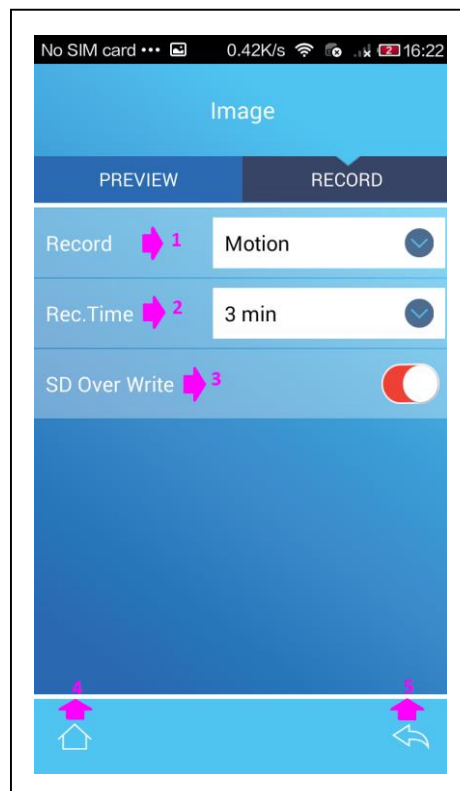 No SIM card ••• 0.42K/s 2 16:22
Image
PREVIEW RECORD
Record 1 Motion
Rec.Time 2 3 min
SD Over Write 3
4 5